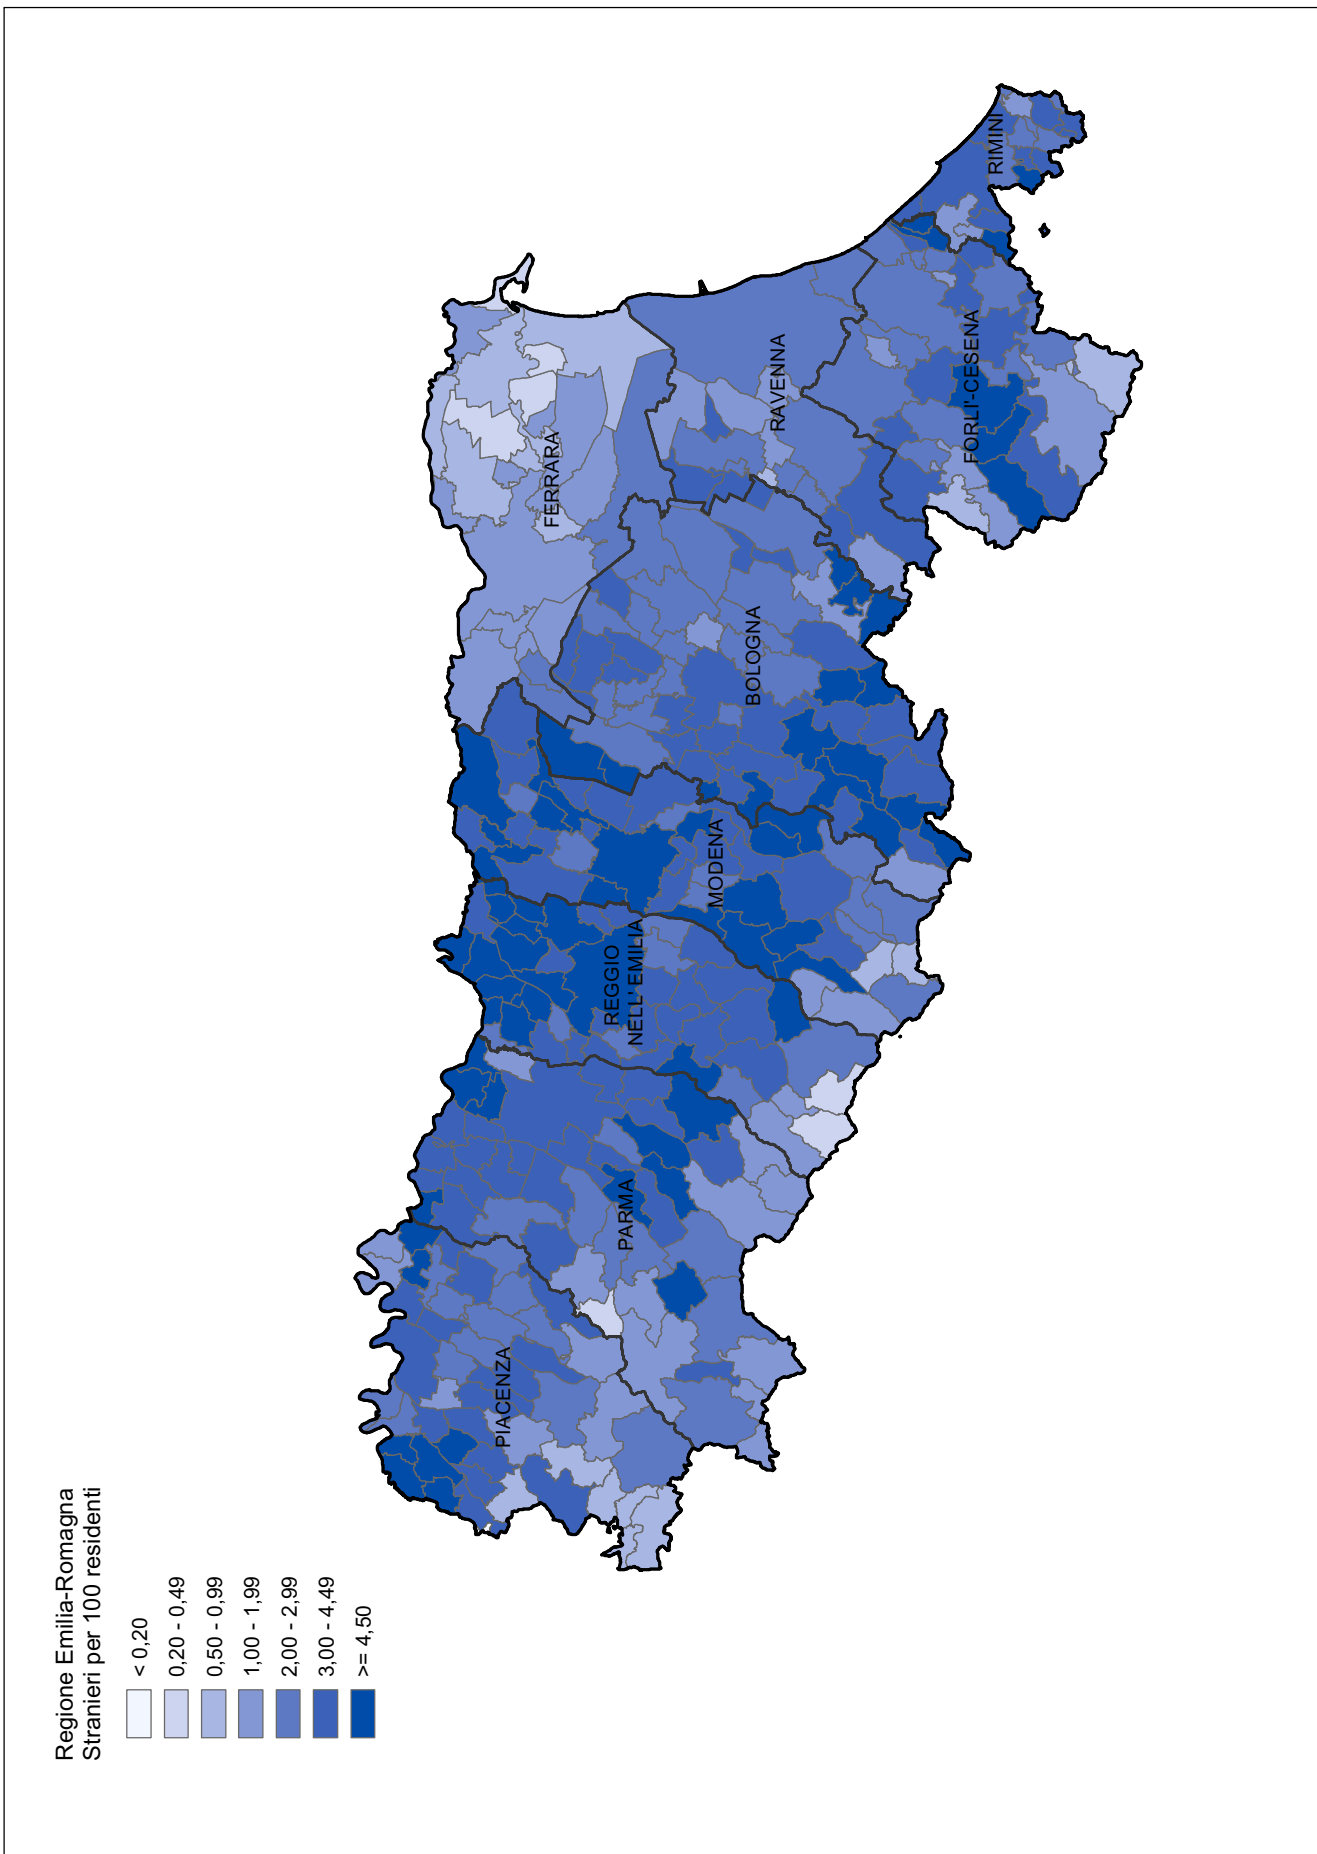 Regione Emilia-Romagna
Stranieri per 100 residenti
< 0,20
0,20 - 0,49
0,50 - 0,99
1,00 - 1,99
2,00 - 2,99
3,00 - 4,49
>= 4,50
PIACENZA
PARMA
REGGIO
NELL' EMILIA
MODENA
BOLOGNA
FERRARA
RAVENNA
FORLI'-CESENA
RIMINI